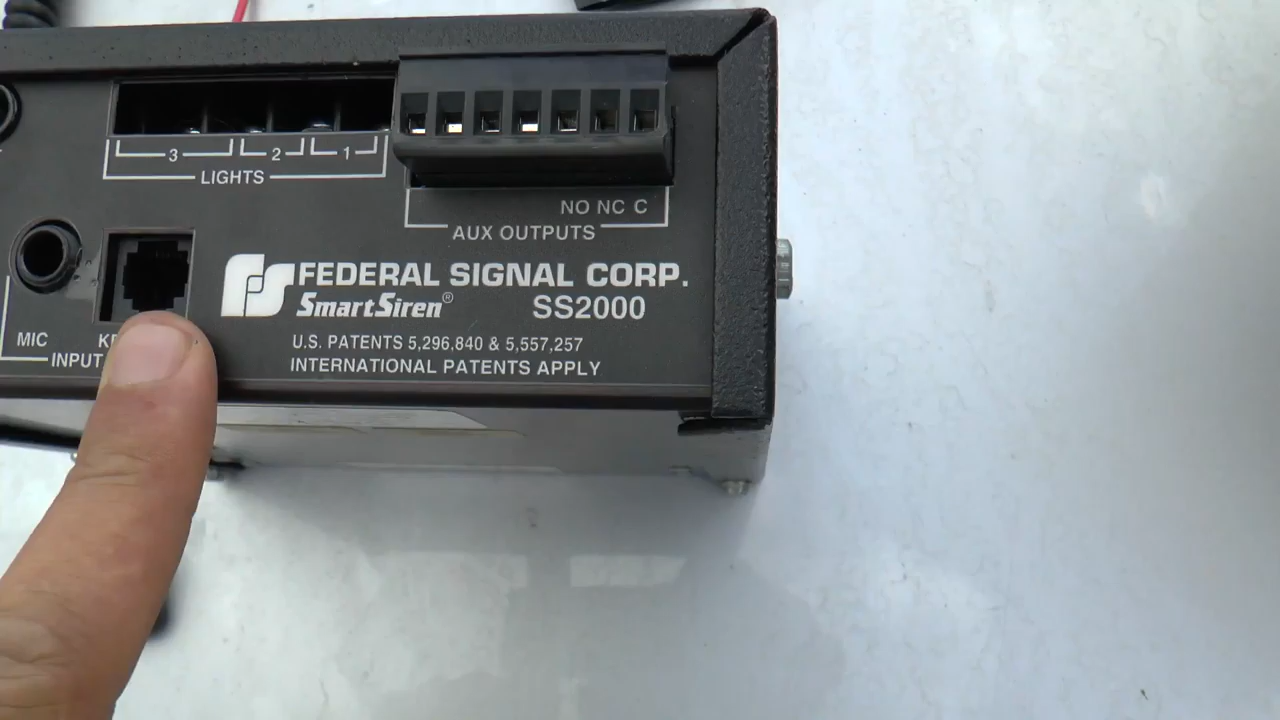 3 2 1
LIGHTS
NO NC C
AUX OUTPUTS
FEDERAL SIGNAL CORP.
SmartSiren® SS2000
MIC
INPUT
U.S. PATENTS 5,296,840 & 5,557,257
INTERNATIONAL PATENTS APPLY